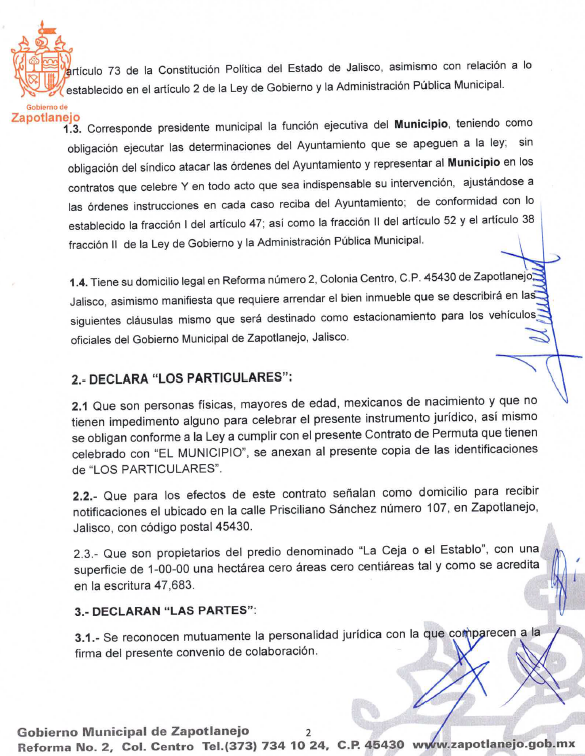 artículo 73 de la Constitución Política del Estado de Jalisco, asimismo con relación a lo
establecido en el artículo 2 de la Ley de Gobierno y la Administración Pública Municipal.
Gobierno de
Zapotlanejo
1.3. Corresponde presidente municipal la función ejecutiva del Municipio, teniendo como
obligación ejecutar las determinaciones del Ayuntamiento que se apeguen a la ley; sin
obligación del síndico atacar las órdenes del Ayuntamiento y representar al Municipio en los
contratos que celebre Y en todo acto que sea indispensable su intervención, ajustándose a
las órdenes instrucciones en cada caso reciba del Ayuntamiento; de conformidad con lo
establecido la fracción I del artículo 47; así como la fracción II del artículo 52 y el artículo 38
fracción II de la Ley de Gobierno y la Administración Pública Municipal.
1.4. Tiene su domicilio legal en Reforma número 2, Colonia Centro, C.P. 45430 de Zapotlanejo,
Jalisco, asimismo manifiesta que requiere arrendar el bien inmueble que se describirá en las
siguientes cláusulas mismo que será destinado como estacionamiento para los vehículos
oficiales del Gobierno Municipal de Zapotlanejo, Jalisco.
2.- DECLARA “LOS PARTICULARES”:
2.1 Que son personas físicas, mayores de edad, mexicanos de nacimiento y que no
tienen impedimento alguno para celebrar el presente instrumento jurídico, así mismo
se obligan conforme a la Ley a cumplir con el presente Contrato de Permuta que tienen
celebrado con “EL MUNICIPIO”, se anexan al presente copia de las identificaciones
de “LOS PARTICULARES”.
2.2.- Que para los efectos de este contrato señalan como domicilio para recibir
notificaciones el ubicado en la calle Prisciliano Sánchez número 107, en Zapotlanejo,
Jalisco, con código postal 45430.
2.3.- Que son propietarios del predio denominado “La Ceja o el Establo”, con una
superficie de 1-00-00 una hectárea cero áreas cero centiáreas tal y como se acredita
en la escritura 47,683.
3.- DECLARAN “LAS PARTES”:
3.1.- Se reconocen mutuamente la personalidad jurídica con la que comparecen a la
firma del presente convenio de colaboración.
Gobierno Municipal de Zapotlanejo
2
Reforma No. 2, Col. Centro Tel.(373) 734 10 24, C.P. 45430 www.zapotlanejo.gob.mx